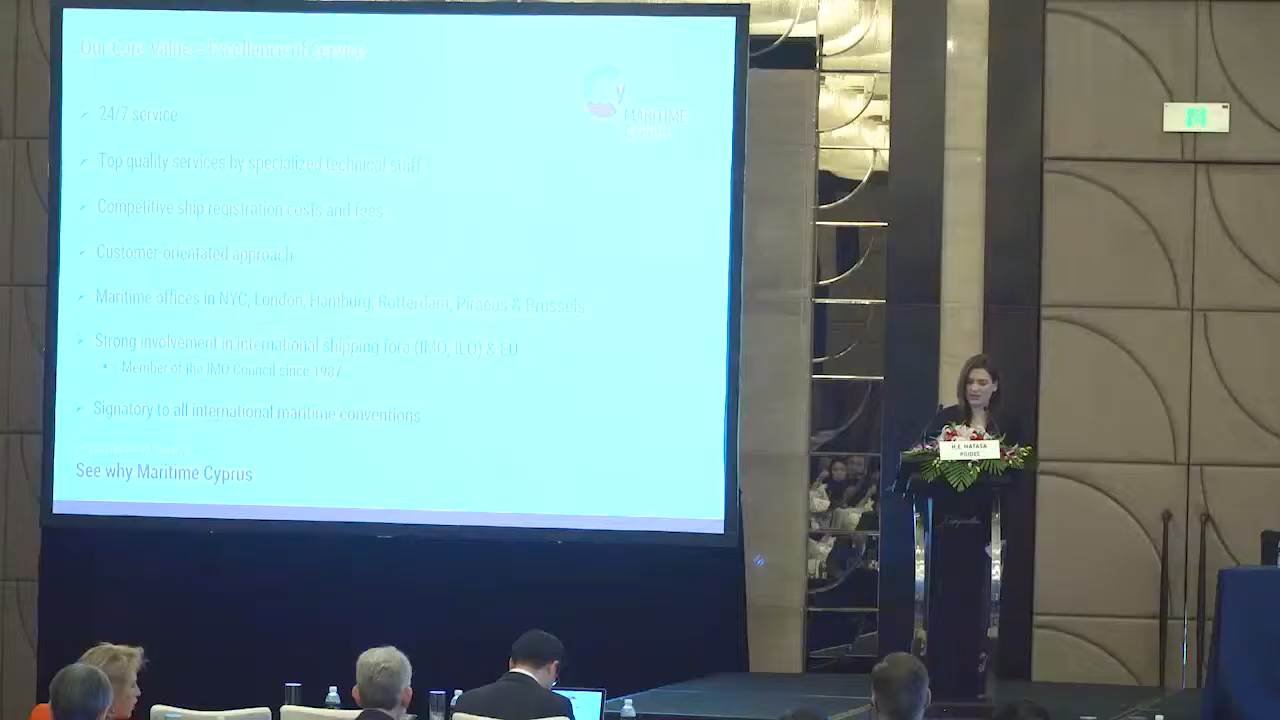 Our Core Value – Excellence of service
MARITIME
CYPRUS
24/7 service
Top quality services by specialized technical staff
Competitive ship registration costs and fees
Customer-orientated approach
Maritime offices in NYC, London, Hamburg, Rotterdam, Piraeus & Brussels
Strong involvement in international shipping fora (IMO, ILO) & EU
Member of the IMO Council since 1987
Signatory to all international maritime conventions
See why Maritime Cyprus
H.E. NATASA
PILIDES
Kempinski